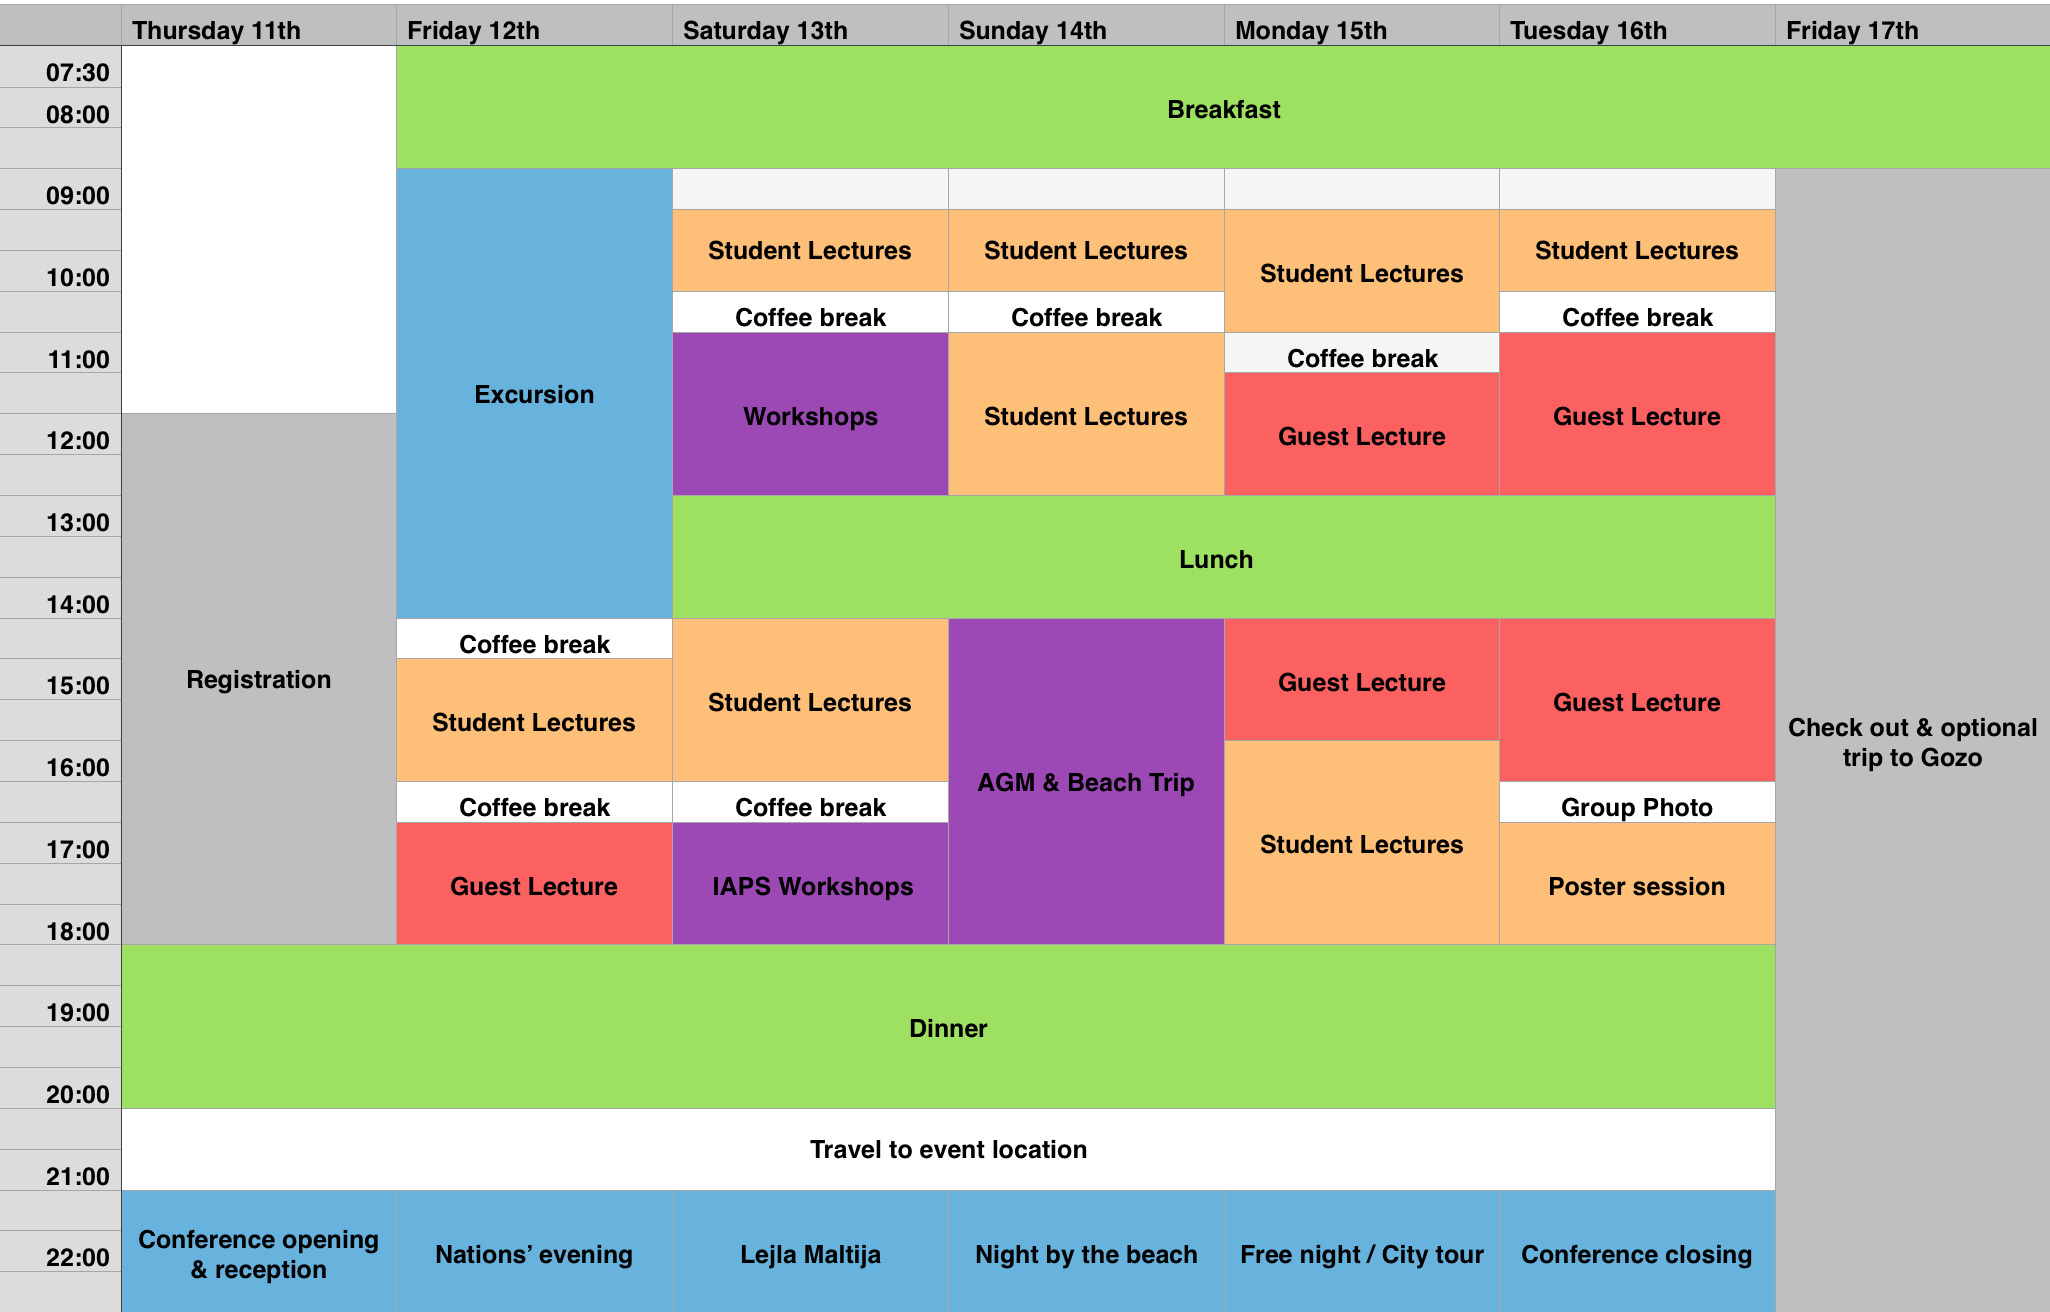 Thursday 11th
Friday 12th
Saturday 13th
Sunday 14th
Monday 15th
Tuesday 16th
Friday 17th
07:30
08:00
Breakfast
09:00
Student Lectures
Student Lectures
Student Lectures
Student Lectures
10:00
Coffee break
Coffee break
Coffee break
11:00
Coffee break
Excursion
Workshops
Student Lectures
Guest Lecture
Guest Lecture
12:00
13:00
Lunch
14:00
Coffee break
Registration
15:00
Student Lectures
Student Lectures
Guest Lecture
Guest Lecture
Check out & optional
trip to Gozo
16:00
AGM & Beach Trip
Coffee break
Coffee break
Group Photo
17:00
Student Lectures
Guest Lecture
IAPS Workshops
Poster session
18:00
19:00
Dinner
20:00
Travel to event location
21:00
Conference opening
& reception
22:00
Nations’ evening
Lejla Maltija
Night by the beach
Free night / City tour
Conference closing